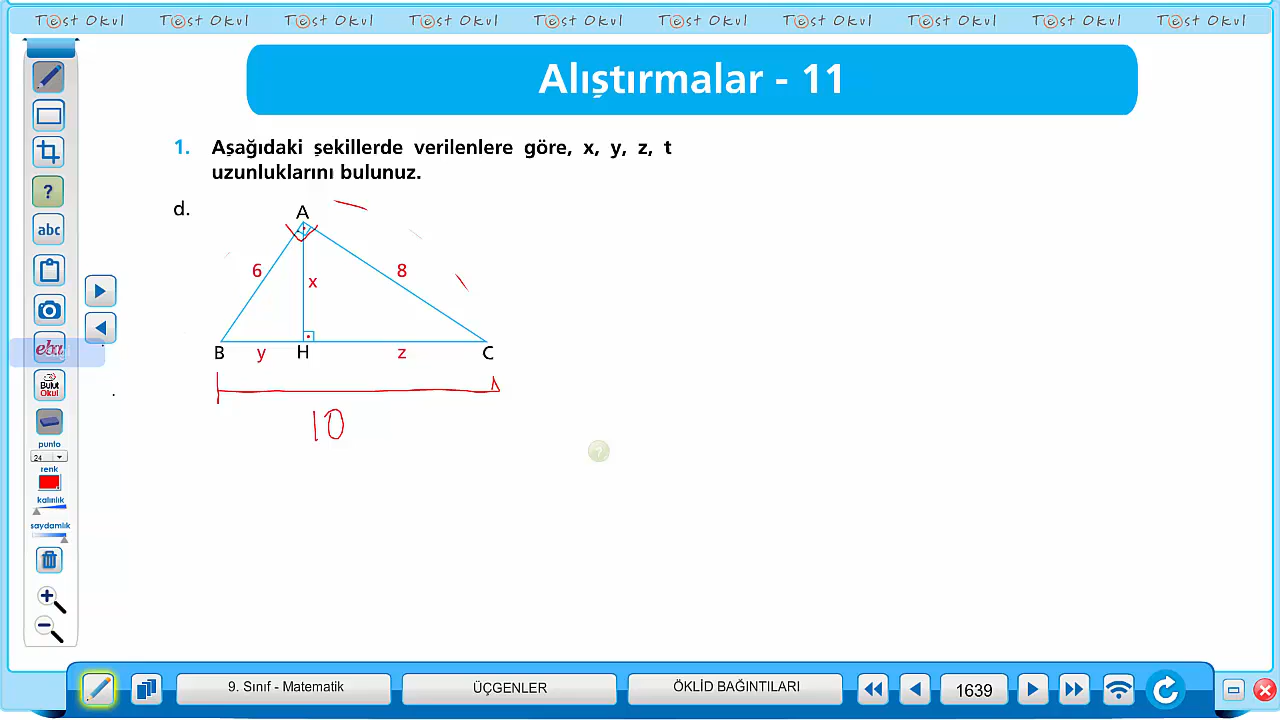 Test Okul Test Okul Test Okul Test Okul Test Okul Test Okul Test Okul Test Okul Test Okul Test Okul
Alıştırmalar - 11
1. Aşağıdaki şekillerde verilenlere göre, x, y, z, t
uzunluklarını bulunuz.
d.
A
6
8
x
B
y
H
z
C
10
?
abc
eba
Bulut
Okul
punto
24
renk
kalınlık
saydamlık
?
9. Sınıf - Matematik
ÜÇGENLER
ÖKLİD BAĞINTILARI
1639